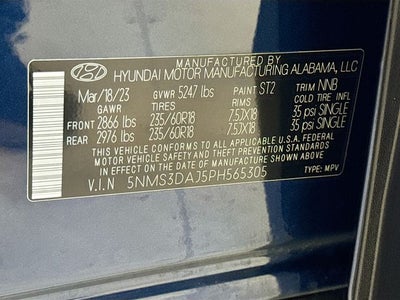 MANUFACTURED BY
HYUNDAI MOTOR MANUFACTURING ALABAMA, LLC
Mar/18/23 GVWR 5247 lbs PAINT ST2 TRIM NNB
GAWR TIRES RIMS COLD TIRE INFL
FRONT 2866 lbs 235/60R18 7.5JX18 35 psi SINGLE
REAR 2976 lbs 235/60R18 7.5JX18 35 psi SINGLE
THIS VEHICLE CONFORMS TO ALL APPLICABLE U.S.A. FEDERAL
MOTOR VEHICLE SAFETY AND THEFT PREVENTION STANDARDS
IN EFFECT ON THE DATE OF MANUFACTURE SHOWN ABOVE.
V.I.N 5NMS3DAJ5PH565305 TYPE: MPV